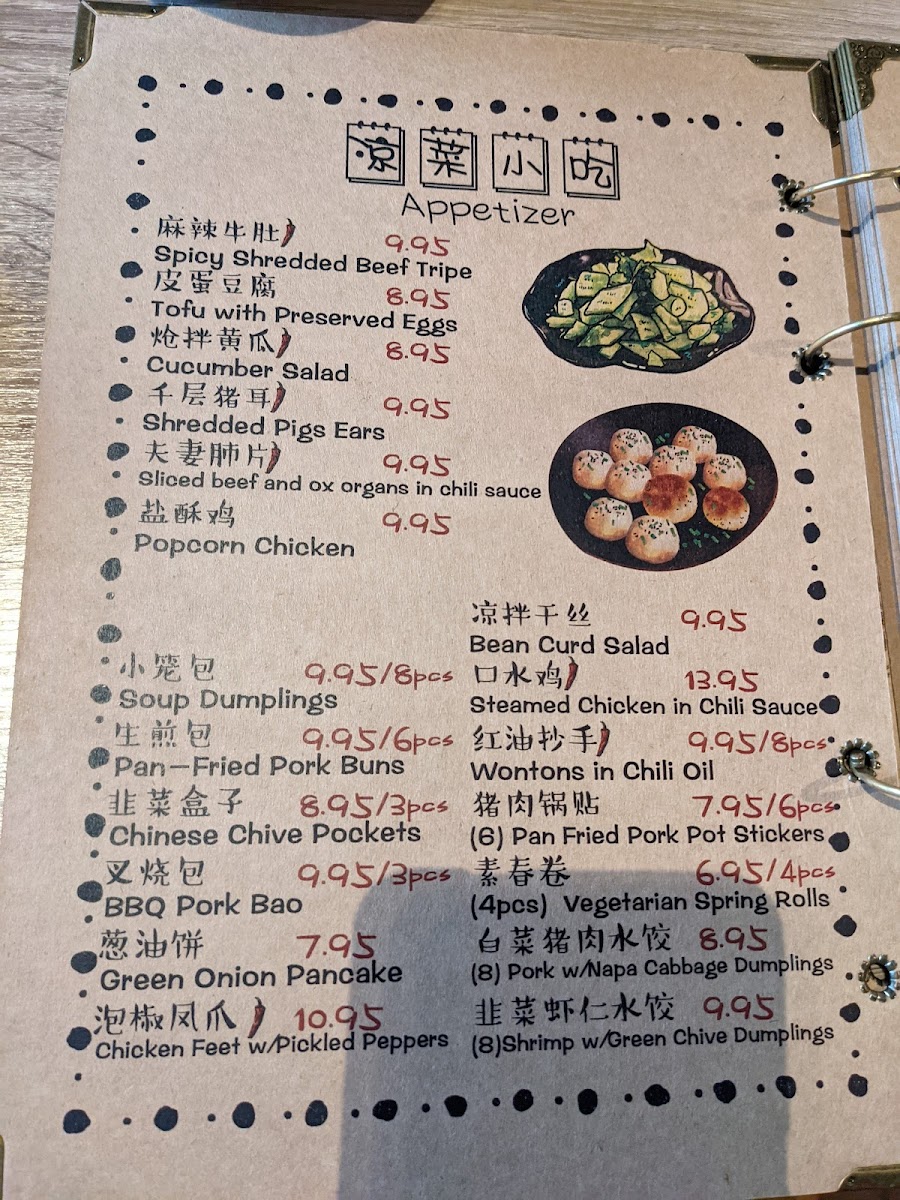 凉菜小吃
Appetizer
麻辣牛肚 9.95
Spicy Shredded Beef Tripe
皮蛋豆腐 8.95
Tofu with Preserved Eggs
炝拌黄瓜 8.95
Cucumber Salad
千层猪耳 9.95
Shredded Pigs Ears
夫妻肺片 9.95
Sliced beef and ox organs in chili sauce
盐酥鸡 9.95
Popcorn Chicken
小笼包 9.95/8pcs
Soup Dumplings
生煎包 9.95/6pcs
Pan-Fried Pork Buns
韭菜盒子 8.95/3pcs
Chinese Chive Pockets
叉烧包 9.95/3pcs
BBQ Pork Bao
葱油饼 7.95
Green Onion Pancake
泡椒凤爪 10.95
Chicken Feet w/Pickled Peppers
凉拌干丝 9.95
Bean Curd Salad
口水鸡 13.95
Steamed Chicken in Chili Sauce
红油抄手 9.95/8pcs
Wontons in Chili Oil
猪肉锅贴 7.95/6pcs
(6) Pan Fried Pork Pot Stickers
素春卷 6.95/4pcs
(4pcs) Vegetarian Spring Rolls
白菜猪肉水饺 8.95
(8) Pork w/Napa Cabbage Dumplings
韭菜虾仁水饺 9.95
(8)Shrimp w/Green Chive Dumplings